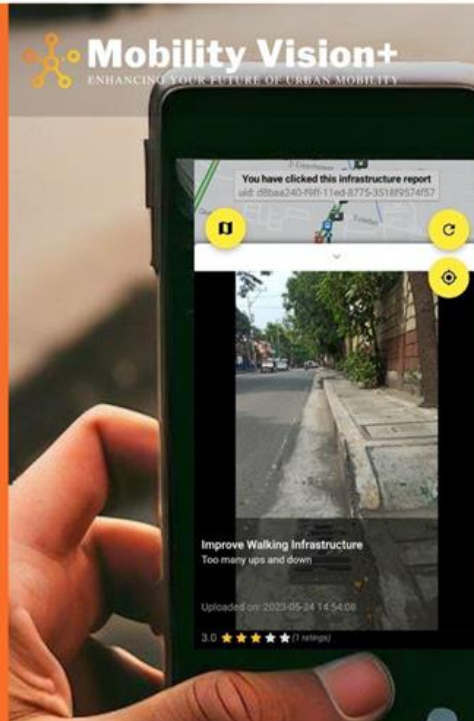 Mobility Vision+
ENHANCING YOUR FUTURE OF URBAN MOBILITY
You have clicked this infrastructure report
uid: d8baa240-f9ff-11ed-8775-3518f9574f57
Improve Walking Infrastructure
Too many ups and down
Uploaded on: 2023-05-24 14:54:08
3.0 (1 ratings)